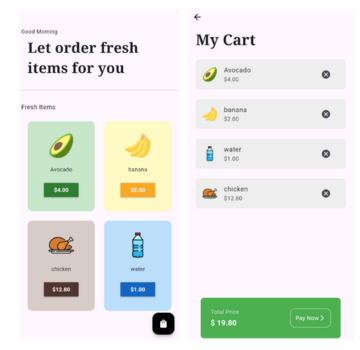 Good Morning
Let order fresh
items for you
Fresh Items
Avocado
$4.00
banana
$2.00
chicken
$12.80
water
$1.00
My Cart
Avocado
$4.00
banana
$2.00
water
$1.00
chicken
$12.80
Total Price
$ 19.80
Pay Now